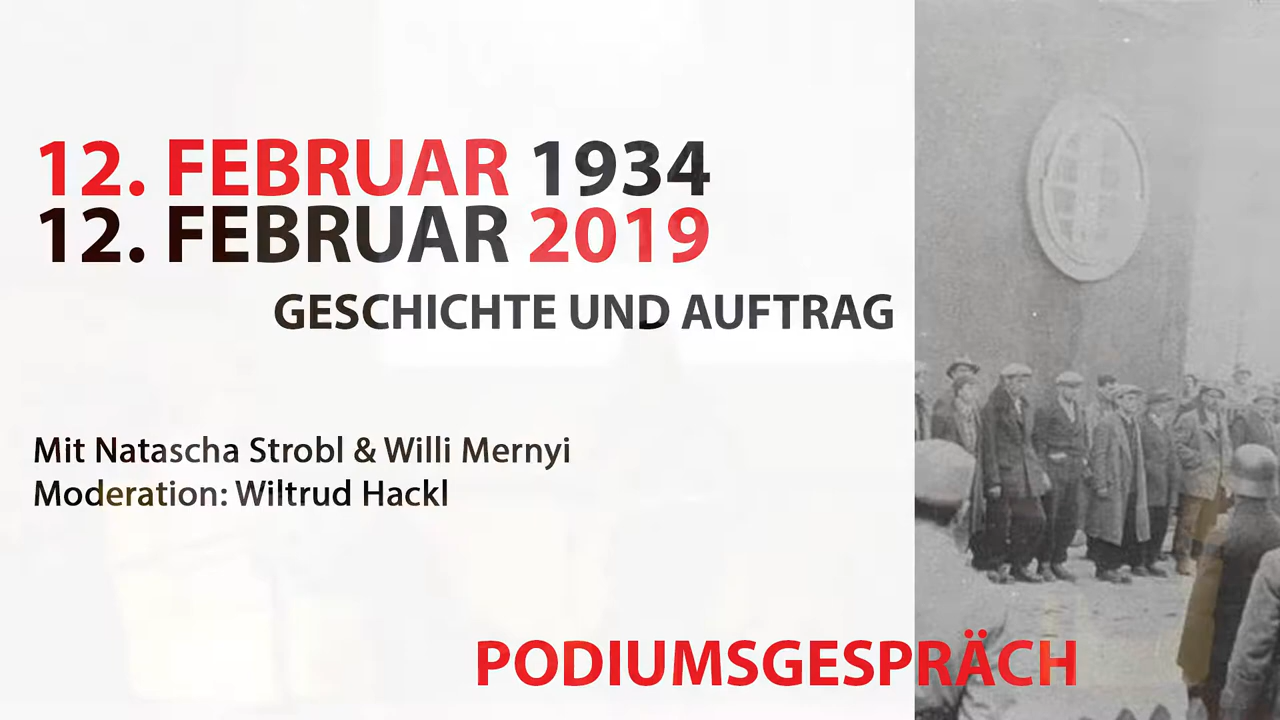 12. FEBRUAR 1934
12. FEBRUAR 2019
GESCHICHTE UND AUFTRAG
Mit Natascha Strobl & Willi Mernyi
Moderation: Wiltrud Hackl
PODIUMSGESPRÄCH